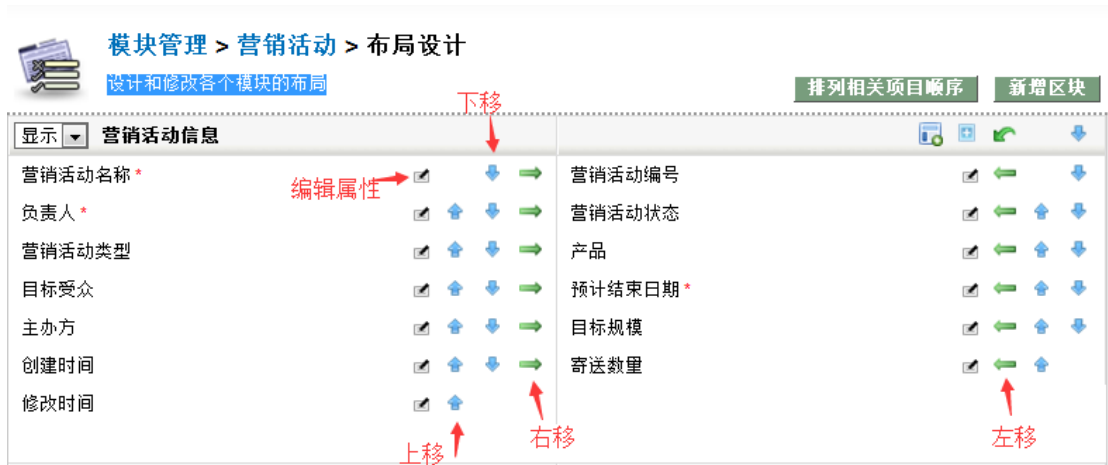 模块管理 > 营销活动 > 布局设计
设计和修改各个模块的布局
排列相关项目顺序 新增区块
下移
显示 营销活动信息
营销活动名称 * 营销活动编号
编辑属性
负责人 * 营销活动状态
营销活动类型 产品
目标受众 预计结束日期 *
主办方 目标规模
创建时间 寄送数量
修改时间
上移 右移 左移